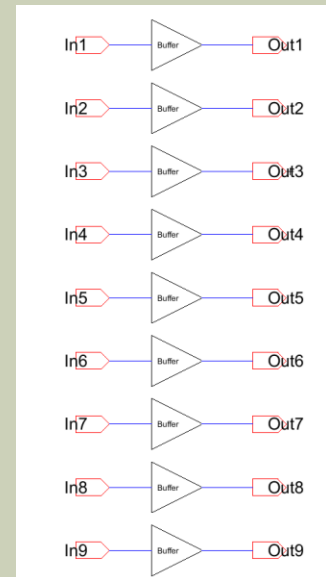 In1 Buffer Out1
In2 Buffer Out2
In3 Buffer Out3
In4 Buffer Out4
In5 Buffer Out5
In6 Buffer Out6
In7 Buffer Out7
In8 Buffer Out8
In9 Buffer Out9